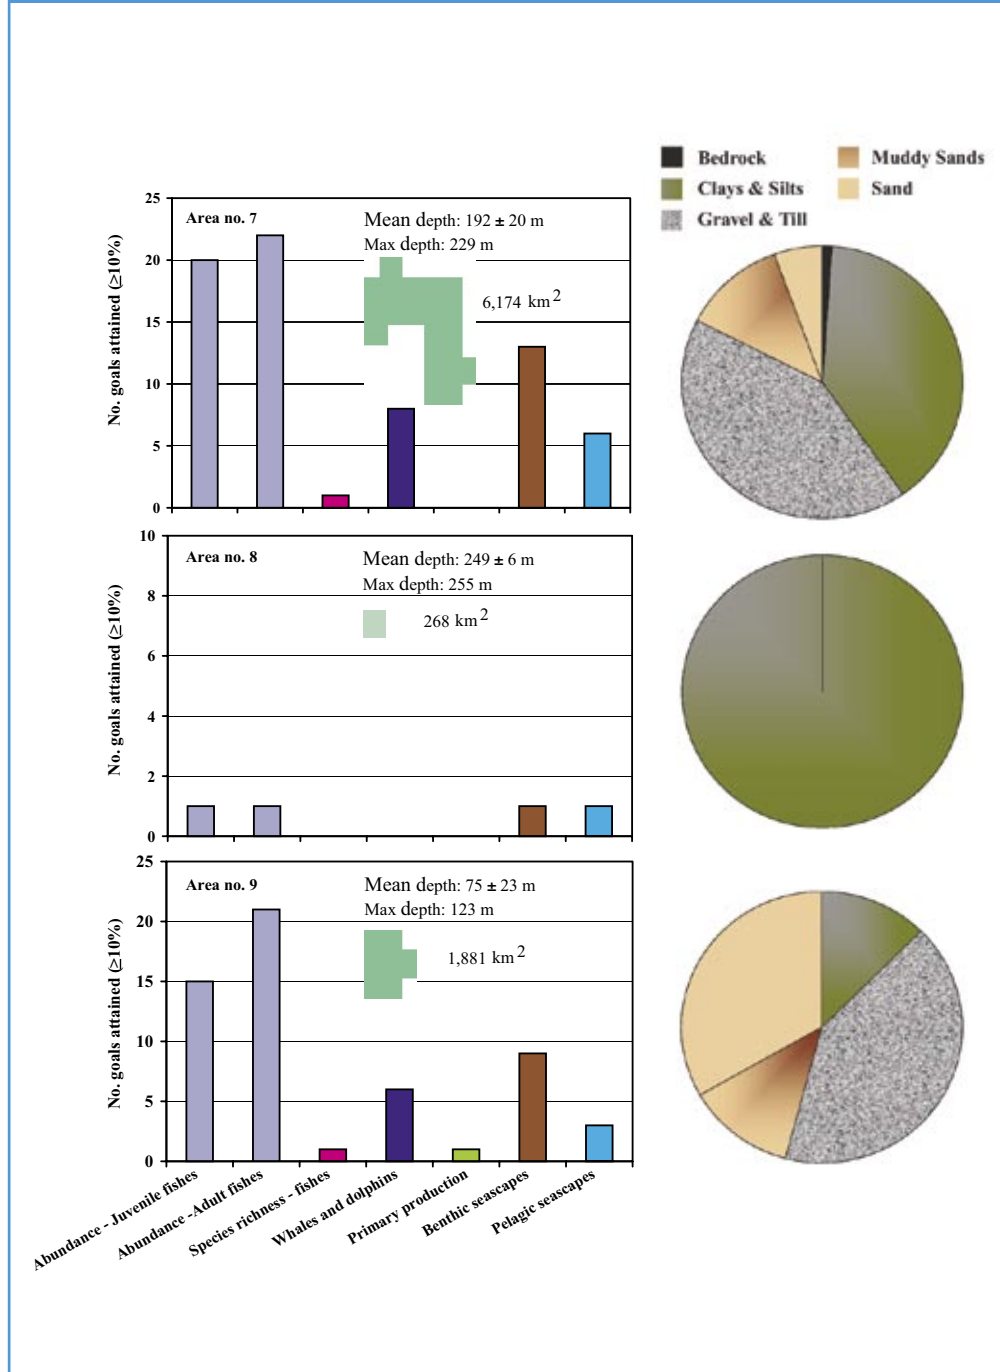 Bedrock
Muddy Sands
Clays & Silts
Sand
Gravel & Till
No. goals attained (≥10%)
25
20
15
10
5
0
Area no. 7
Mean depth: 192 ± 20 m
Max depth: 229 m
6,174 km2
No. goals attained (≥10%)
10
8
6
4
2
0
Area no. 8
Mean depth: 249 ± 6 m
Max depth: 255 m
268 km2
No. goals attained (≥10%)
25
20
15
10
5
0
Area no. 9
Mean depth: 75 ± 23 m
Max depth: 123 m
1,881 km2
Abundance - Juvenile fishes
Abundance -Adult fishes
Species richness - fishes
Whales and dolphins
Primary production
Benthic seascapes
Pelagic seascapes